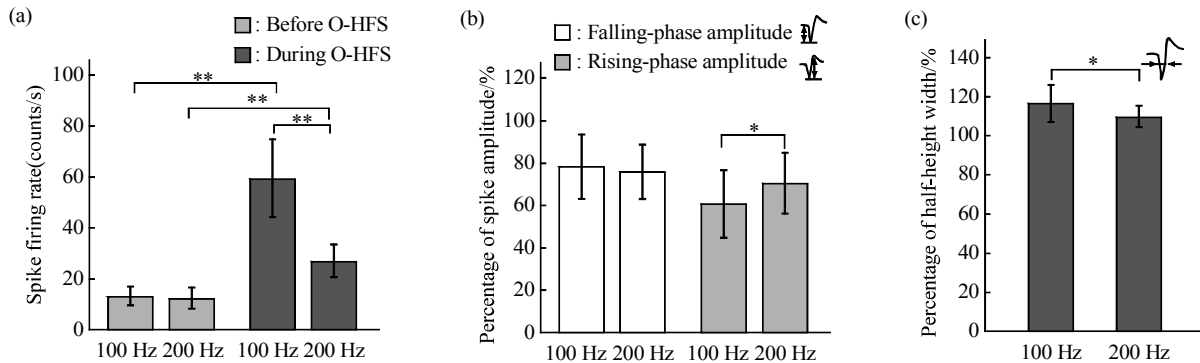 (a)
: Before O-HFS
: During O-HFS
Spike firing rate(counts/s)
100
80
60
40
20
0
**
**
**
100 Hz 200 Hz 100 Hz 200 Hz
(b)
: Falling-phase amplitude
: Rising-phase amplitude
Percentage of spike amplitude/%
120
100
80
60
40
20
0
*
100 Hz 200 Hz 100 Hz 200 Hz
(c)
Percentage of half-height width/%
140
120
100
80
60
40
20
0
*
100 Hz 200 Hz